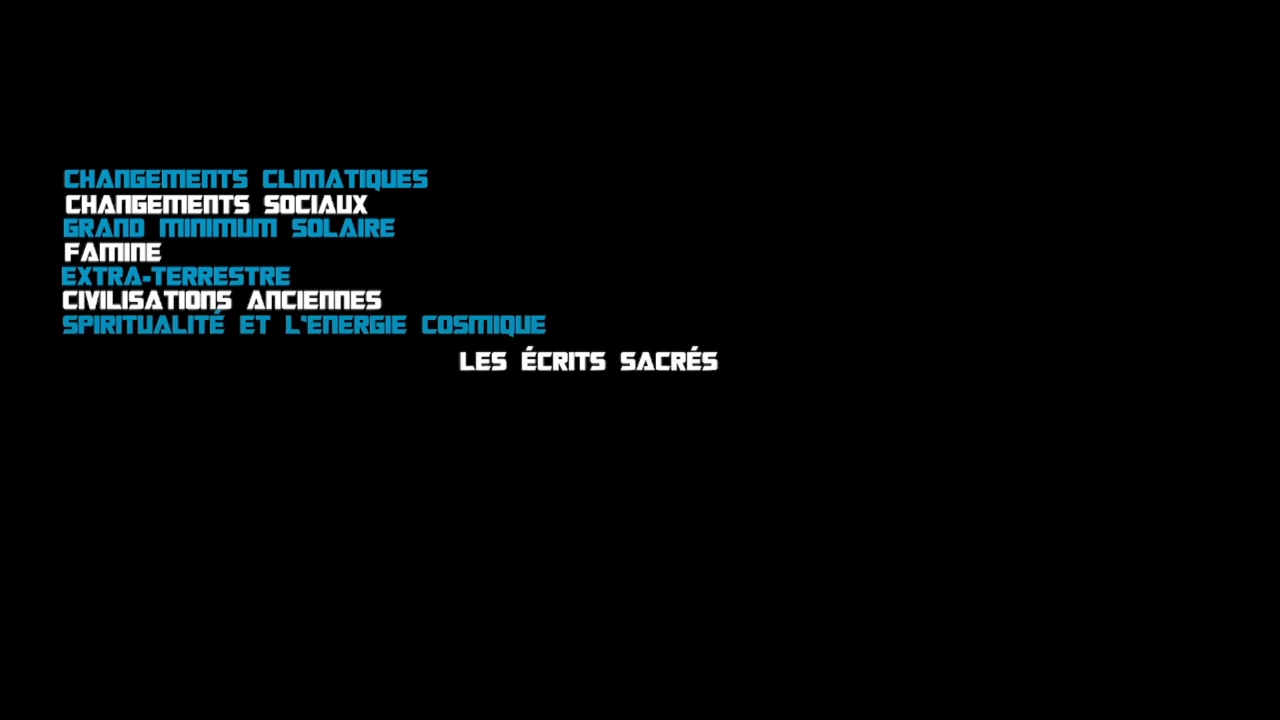 CHANGEMENTS CLIMATIQUES
CHANGEMENTS SOCIAUX
GRAND MINIMUM SOLAIRE
FAMINE
EXTRA-TERRESTRE
CIVILISATIONS ANCIENNES
SPIRITUALITÉ ET L'ENERGIE COSMIQUE
LES ÉCRITS SACRÉS